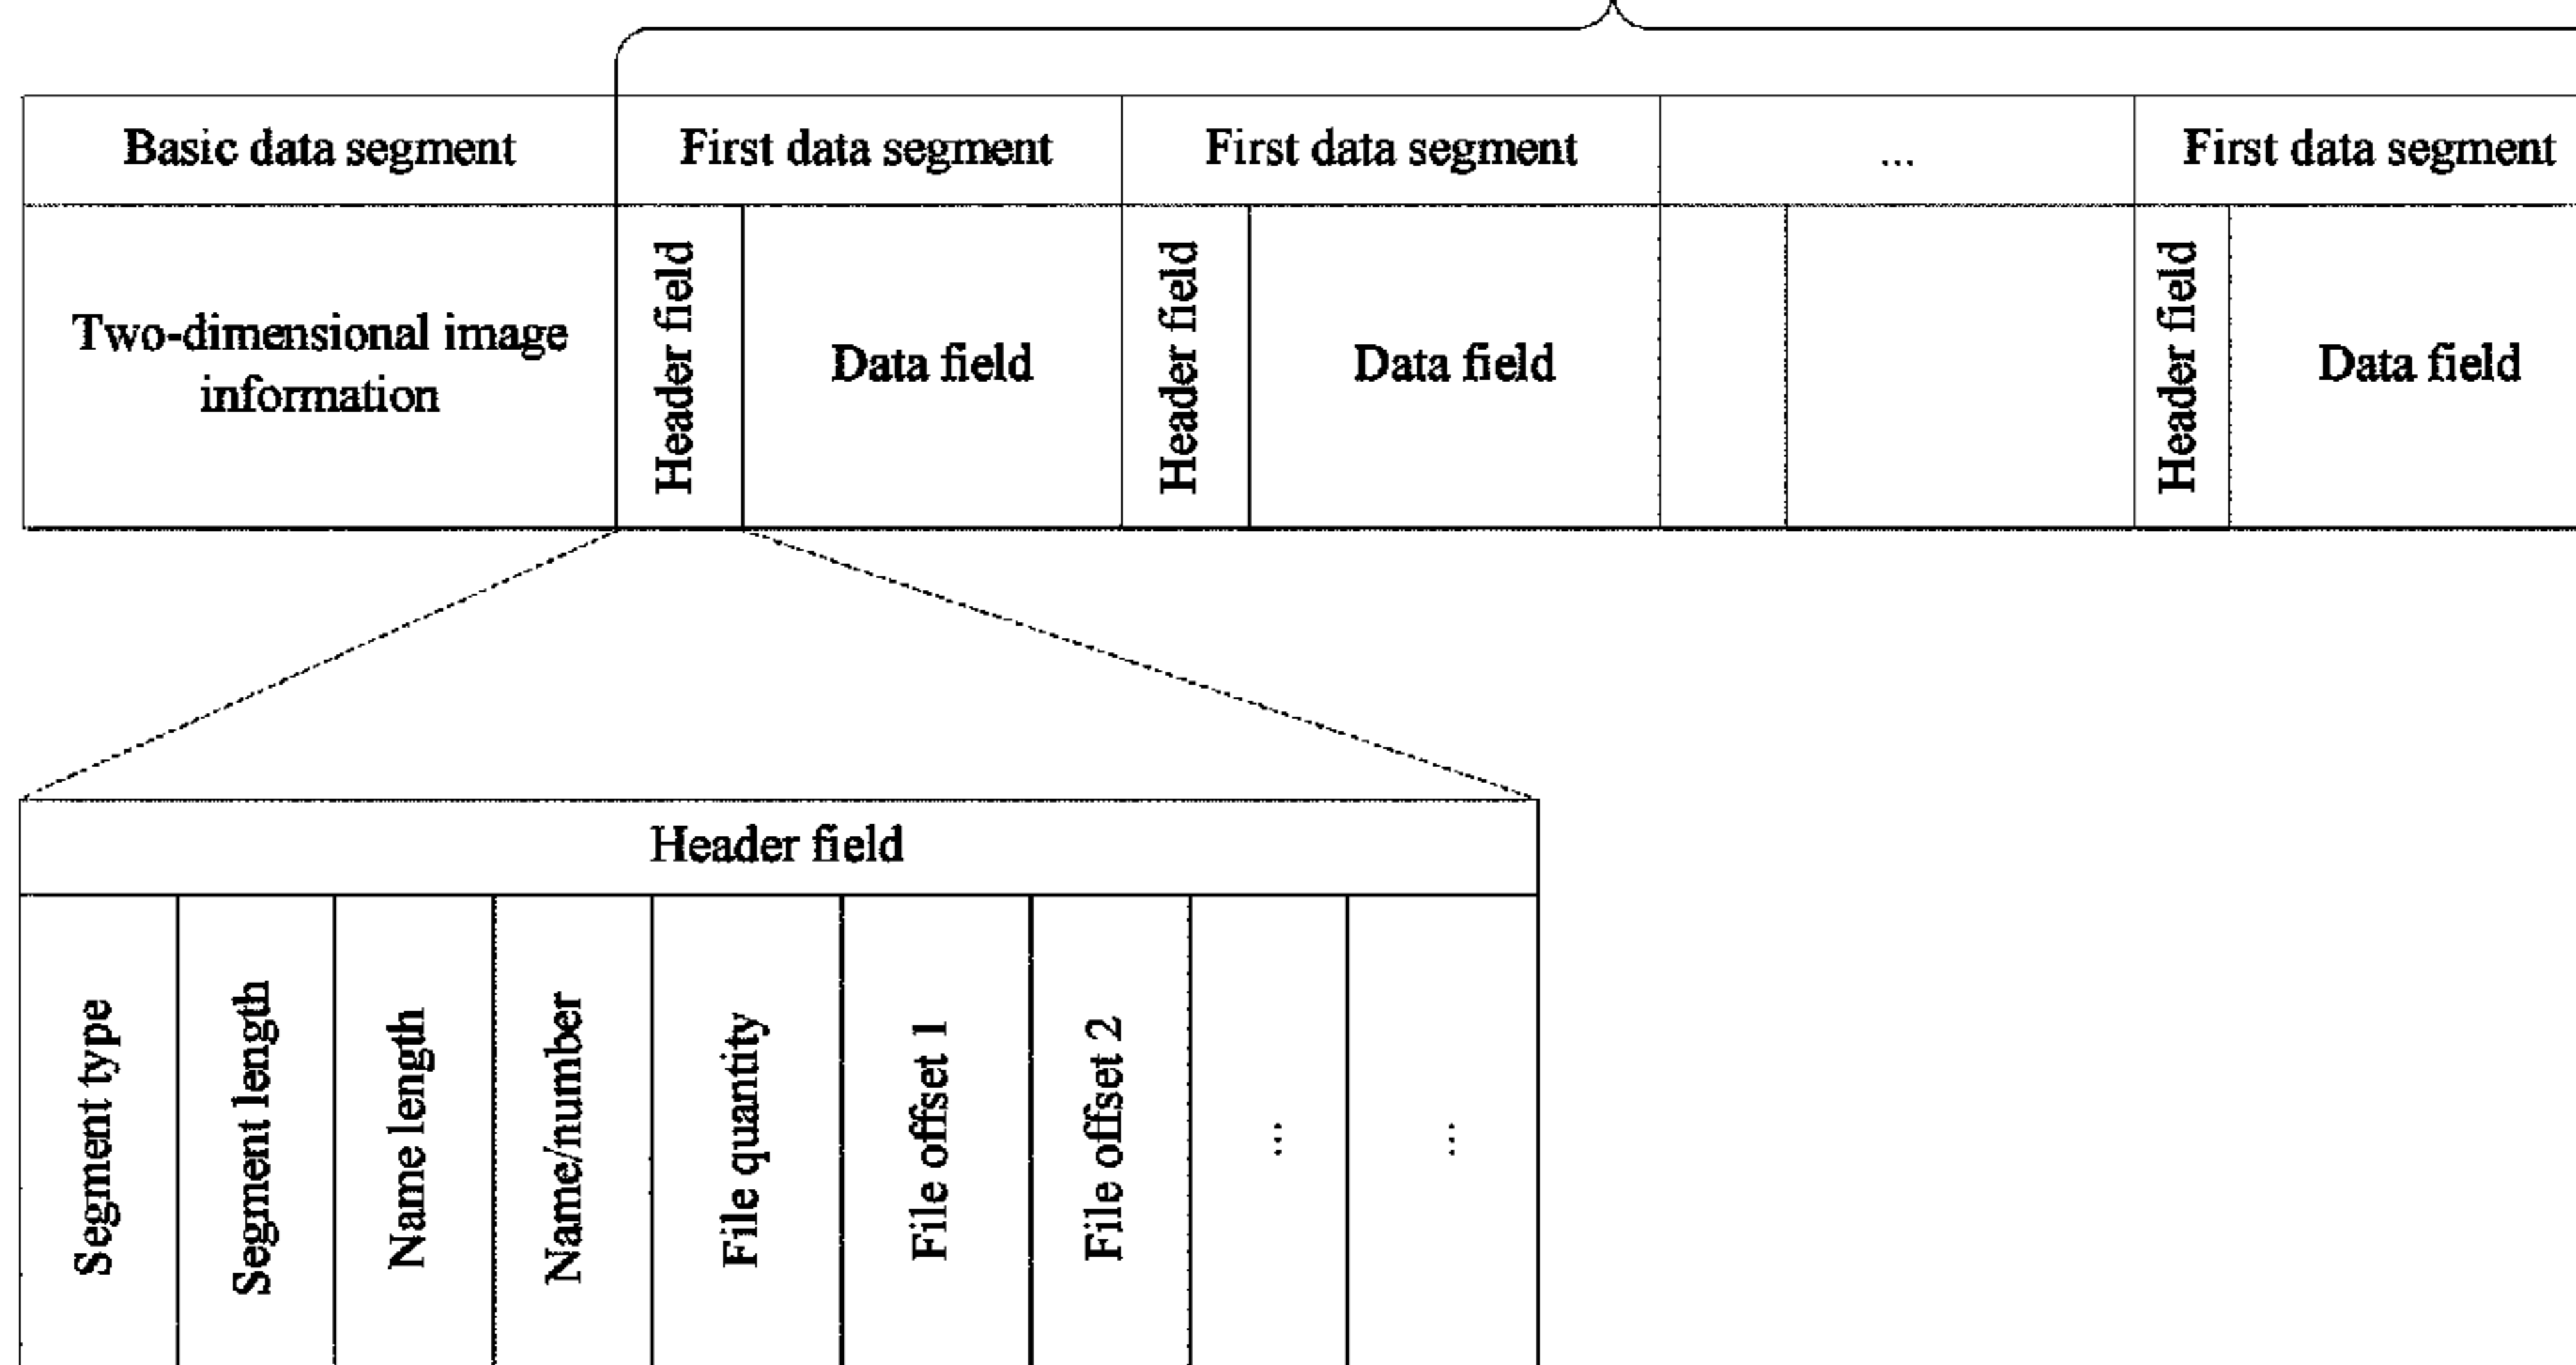 Basic data segment
First data segment
First data segment
...
First data segment
Two-dimensional image
information
Header field
Data field
Header field
Data field
Header field
Data field
Header field
Segment type
Segment length
Name length
Name/number
File quantity
File offset 1
File offset 2
...
...